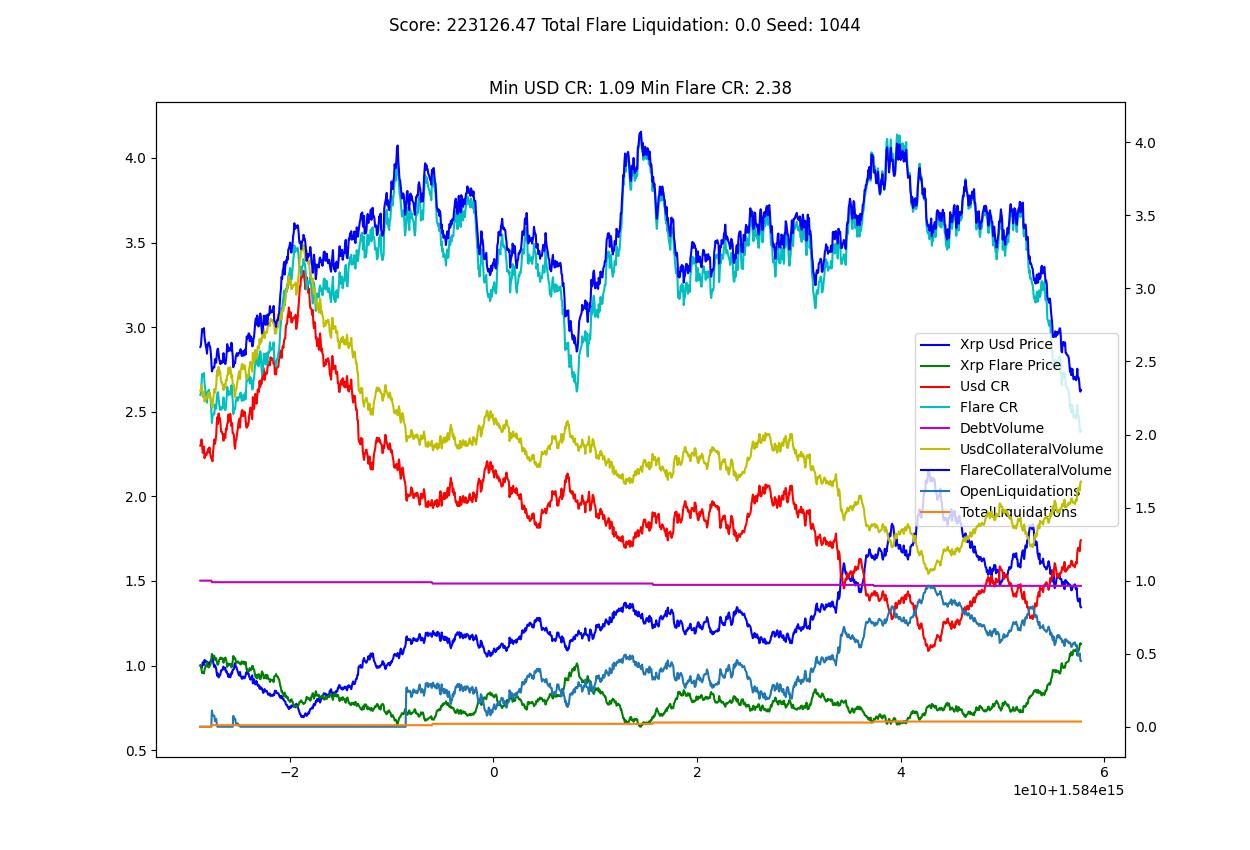 Score: 223126.47 Total Flare Liquidation: 0.0 Seed: 1044
Min USD CR: 1.09 Min Flare CR: 2.38
4.0
3.5
3.0
2.5
2.0
1.5
1.0
0.5
4.0
3.5
3.0
2.5
2.0
1.5
1.0
0.5
0.0
Xrp Usd Price
Xrp Flare Price
Usd CR
Flare CR
DebtVolume
UsdCollateralVolume
FlareCollateralVolume
OpenLiquidations
TotalLiquidations
−2 0 2 4 6
1e10+1.584e15